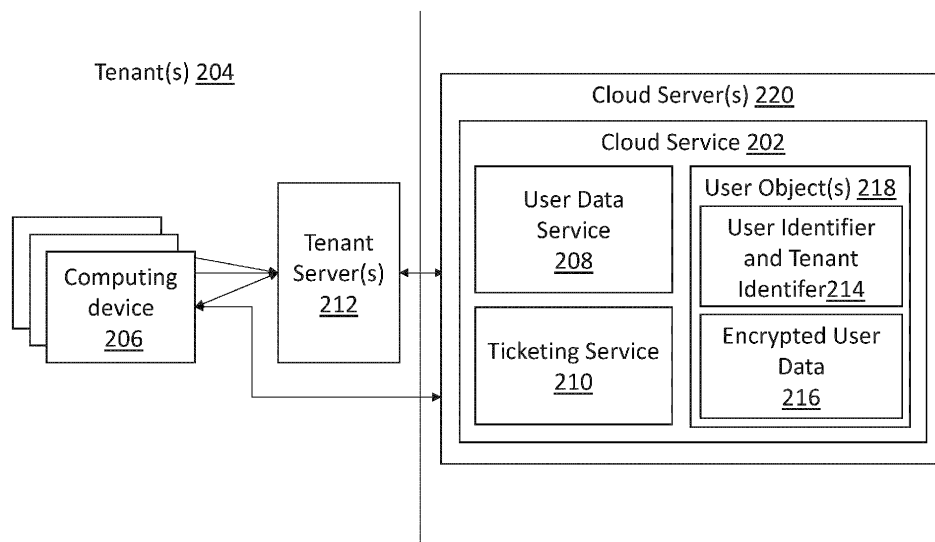 Tenant(s) 204
Computing
device
206
Tenant
Server(s)
212
Cloud Server(s) 220
Cloud Service 202
User Data
Service
208
Ticketing Service
210
User Object(s) 218
User Identifier
and Tenant
Identifer214
Encrypted User
Data
216